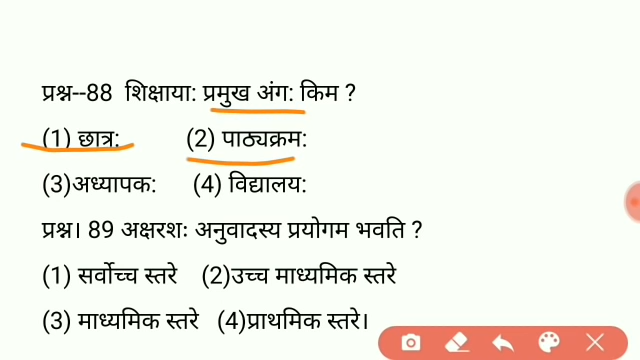 प्रश्न--88 शिक्षाया: प्रमुख अंग: किम ?
(1) छात्र: (2) पाठ्यक्रम:
(3)अध्यापक: (4) विद्यालय:
प्रश्न। 89 अक्षरशः अनुवादस्य प्रयोगम भवति ?
(1) सर्वोच्च स्तरे (2)उच्च माध्यमिक स्तरे
(3) माध्यमिक स्तरे (4)प्राथमिक स्तरे।